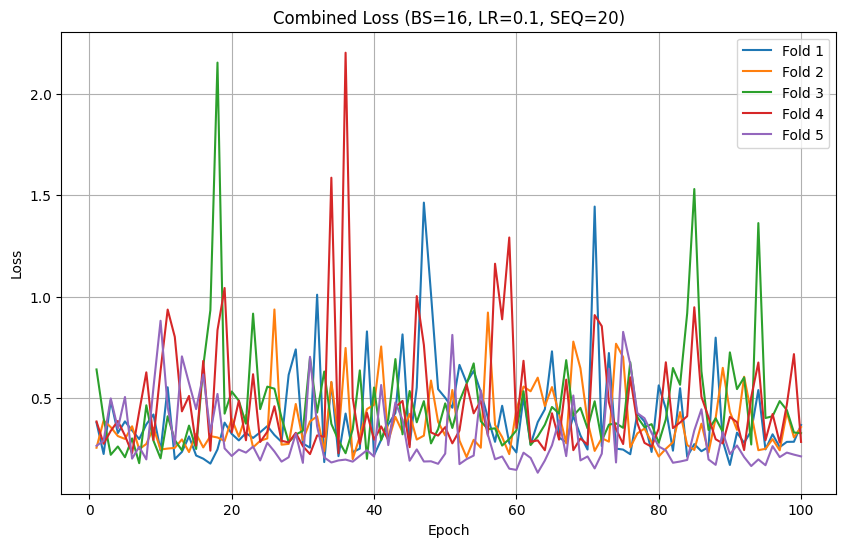 Combined Loss (BS=16, LR=0.1, SEQ=20)
Fold 1
Fold 2
Fold 3
Fold 4
Fold 5
Loss
2.0
1.5
1.0
0.5
0
20
40
60
80
100
Epoch